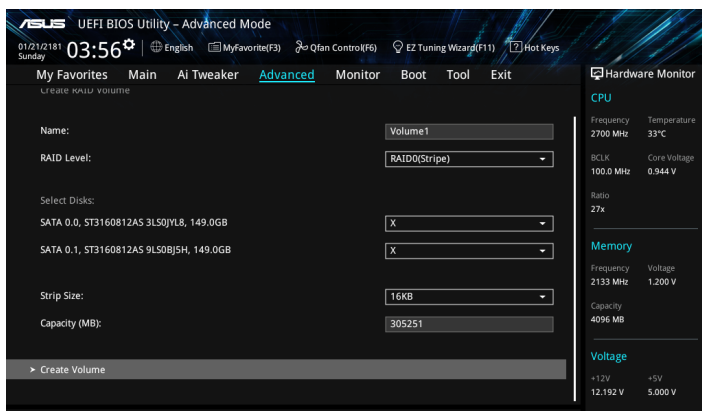 ASUS UEFI BIOS Utility – Advanced Mode
01/21/2181 Sunday 03:56 English MyFavorite(F3) Qfan Control(F6) EZ Tuning Wizard(F11) ? Hot Keys
My Favorites Main Ai Tweaker Advanced Monitor Boot Tool Exit
Create RAID Volume
Name: Volume1
RAID Level: RAID0(Stripe)
Select Disks:
SATA 0.0, ST3160812AS 3LS0JYL8, 149.0GB X
SATA 0.1, ST3160812AS 9LS0BJ5H, 149.0GB X
Strip Size: 16KB
Capacity (MB): 305251
> Create Volume
Hardware Monitor
CPU
Frequency Temperature
2700 MHz 33°C
BCLK Core Voltage
100.0 MHz 0.944 V
Ratio
27x
Memory
Frequency Voltage
2133 MHz 1.200 V
Capacity
4096 MB
Voltage
+12V +5V
12.192 V 5.000 V